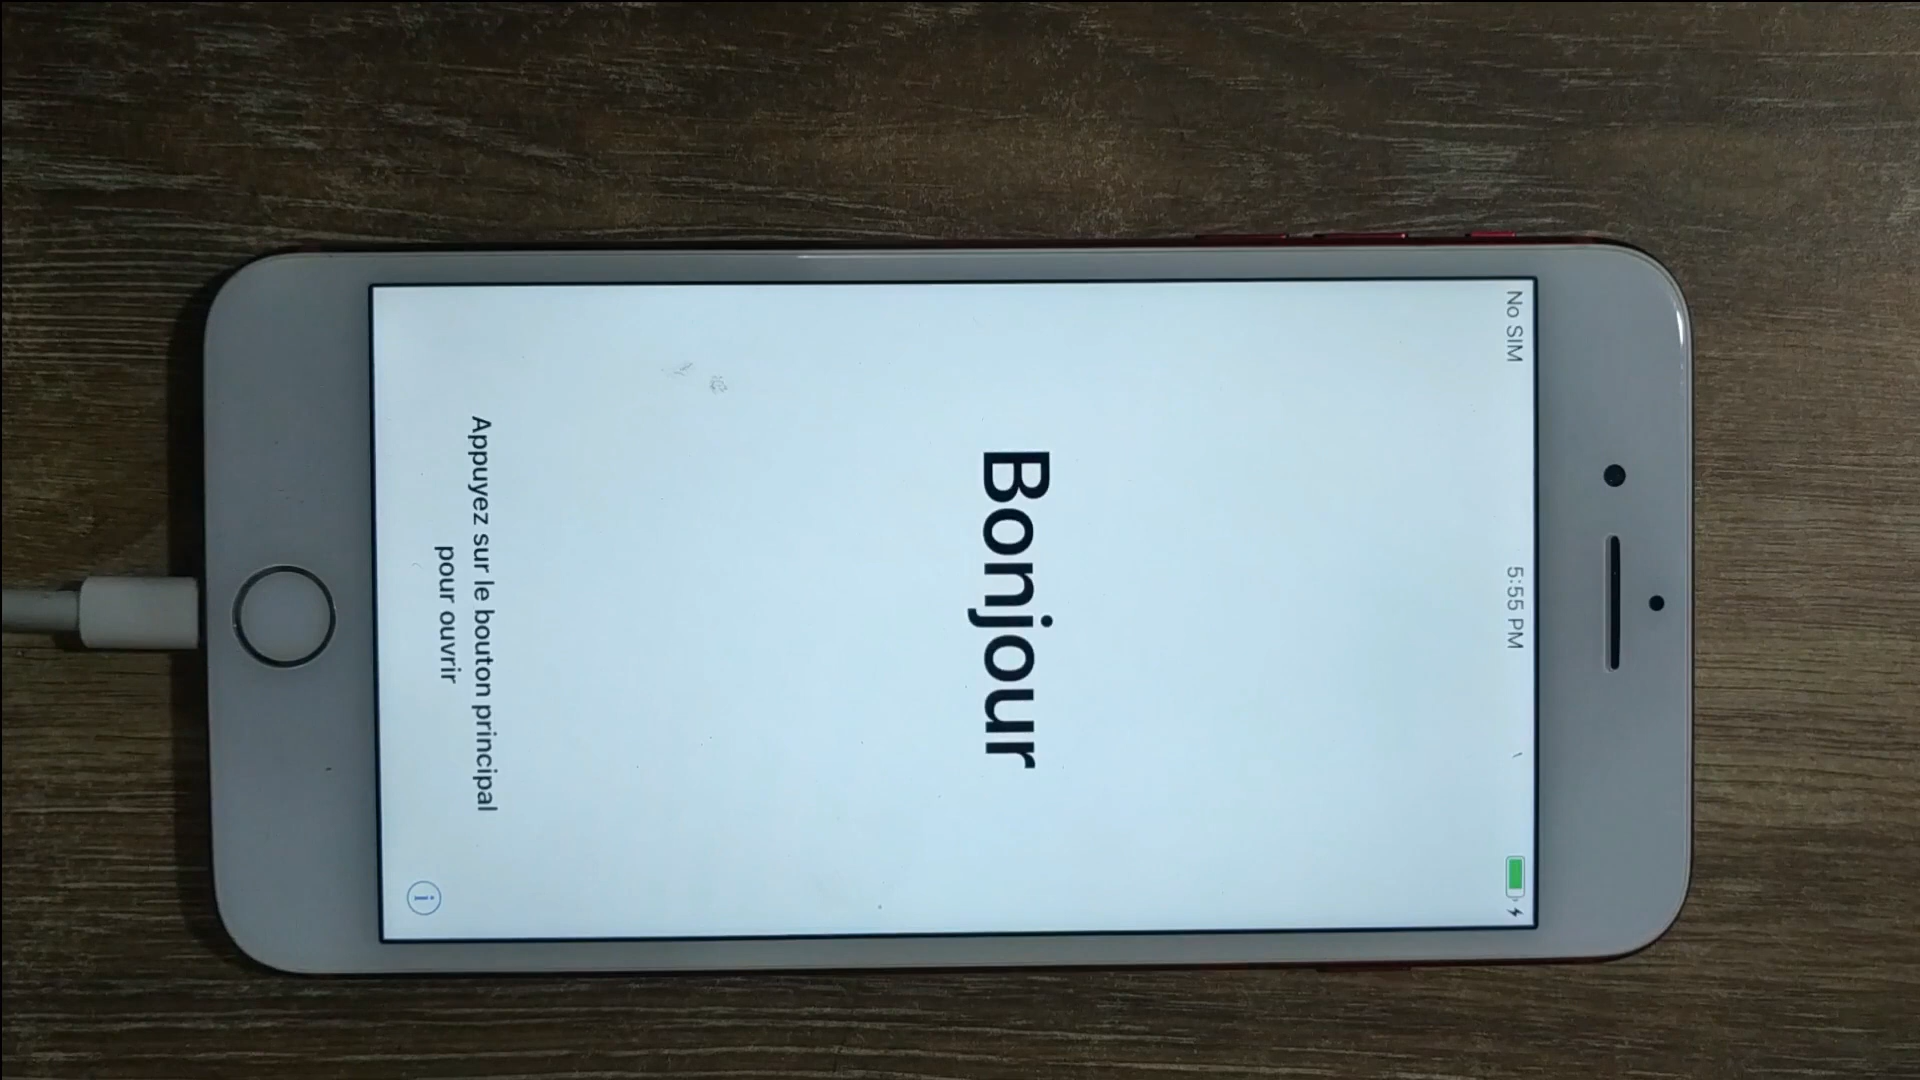 No SIM
5:55 PM
Bonjour
Appuyez sur le bouton principal
pour ouvrir
i